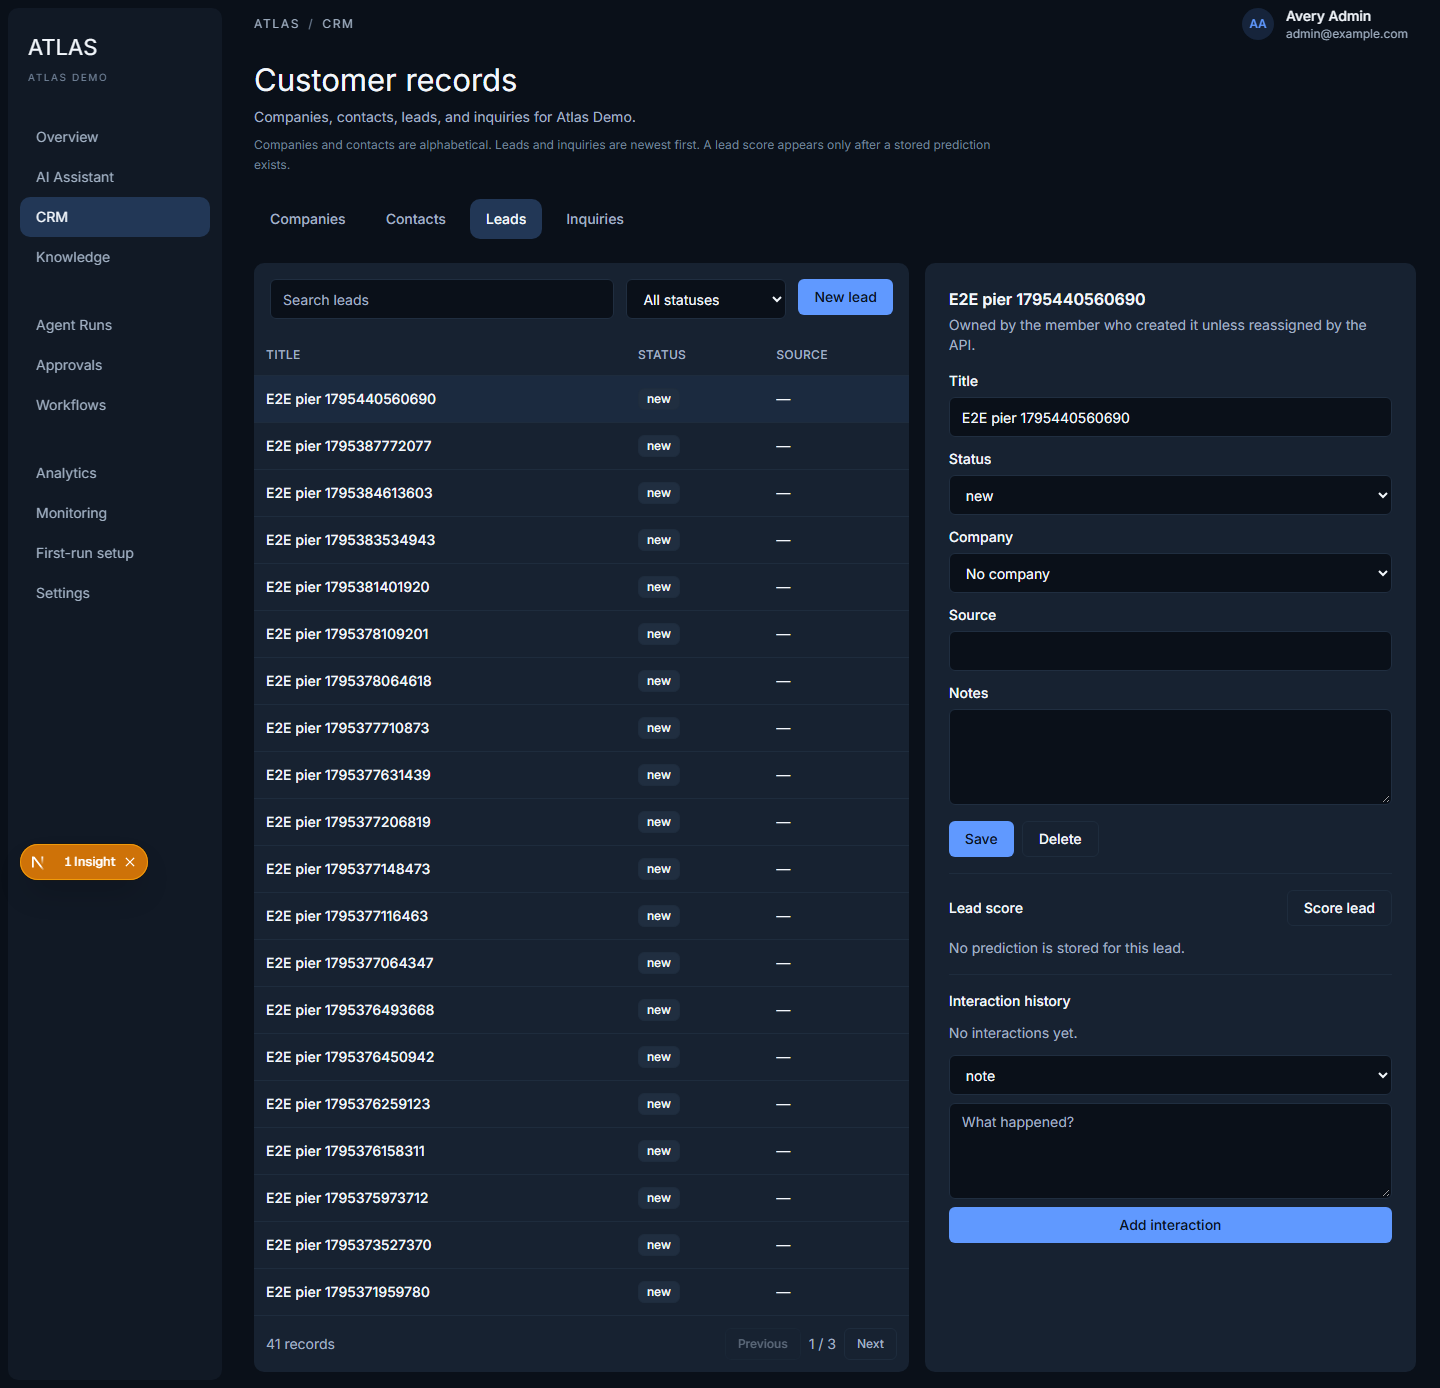 ATLAS
ATLAS DEMO
Overview
AI Assistant
CRM
Knowledge
Agent Runs
Approvals
Workflows
Analytics
Monitoring
First-run setup
Settings
1 Insight
ATLAS / CRM
AA
Avery Admin
admin@example.com
Customer records
Companies, contacts, leads, and inquiries for Atlas Demo.
Companies and contacts are alphabetical. Leads and inquiries are newest first. A lead score appears only after a stored prediction
exists.
Companies Contacts Leads Inquiries
Search leads All statuses New lead
TITLE STATUS SOURCE
E2E pier 1795440560690 new —
E2E pier 1795387772077 new —
E2E pier 1795384613603 new —
E2E pier 1795383534943 new —
E2E pier 1795381401920 new —
E2E pier 1795378109201 new —
E2E pier 1795378064618 new —
E2E pier 1795377710873 new —
E2E pier 1795377631439 new —
E2E pier 1795377206819 new —
E2E pier 1795377148473 new —
E2E pier 1795377116463 new —
E2E pier 1795377064347 new —
E2E pier 1795376493668 new —
E2E pier 1795376450942 new —
E2E pier 1795376259123 new —
E2E pier 1795376158311 new —
E2E pier 1795375973712 new —
E2E pier 1795373527370 new —
E2E pier 1795371959780 new —
41 records Previous 1 / 3 Next
E2E pier 1795440560690
Owned by the member who created it unless reassigned by the
API.
Title
E2E pier 1795440560690
Status
new
Company
No company
Source
Notes
Save Delete
Lead score Score lead
No prediction is stored for this lead.
Interaction history
No interactions yet.
note
What happened?
Add interaction